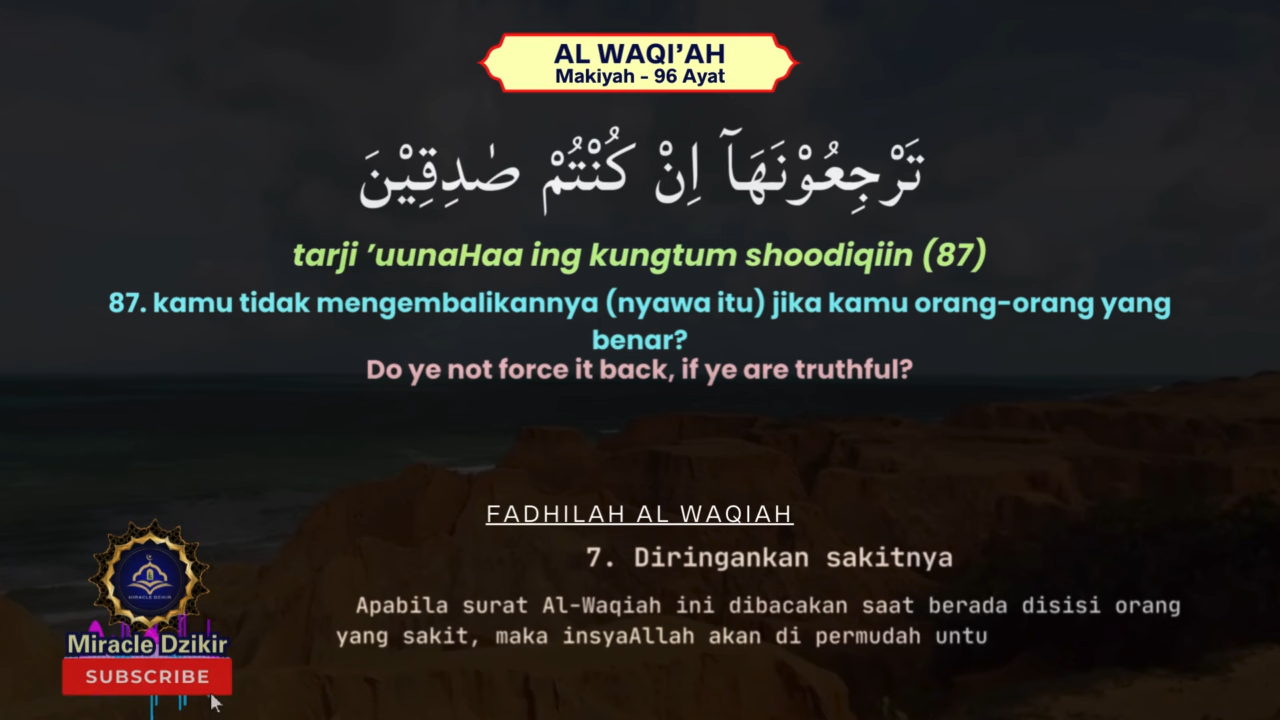 AL WAQI’AH
Makiyah - 96 Ayat
تَرْجِعُوْنَهَآ اِنْ كُنْتُمْ صٰدِقِيْنَ
tarji ’uunaHaa ing kungtum shoodiqiin (87)
87. kamu tidak mengembalikannya (nyawa itu) jika kamu orang-orang yang
benar?
Do ye not force it back, if ye are truthful?
FADHILAH AL WAQIAH
7. Diringankan sakitnya
Apabila surat Al-Waqiah ini dibacakan saat berada disisi orang
yang sakit, maka insyaAllah akan di permudah untu
MIRACLE DZIKIR
Miracle Dzikir
SUBSCRIBE